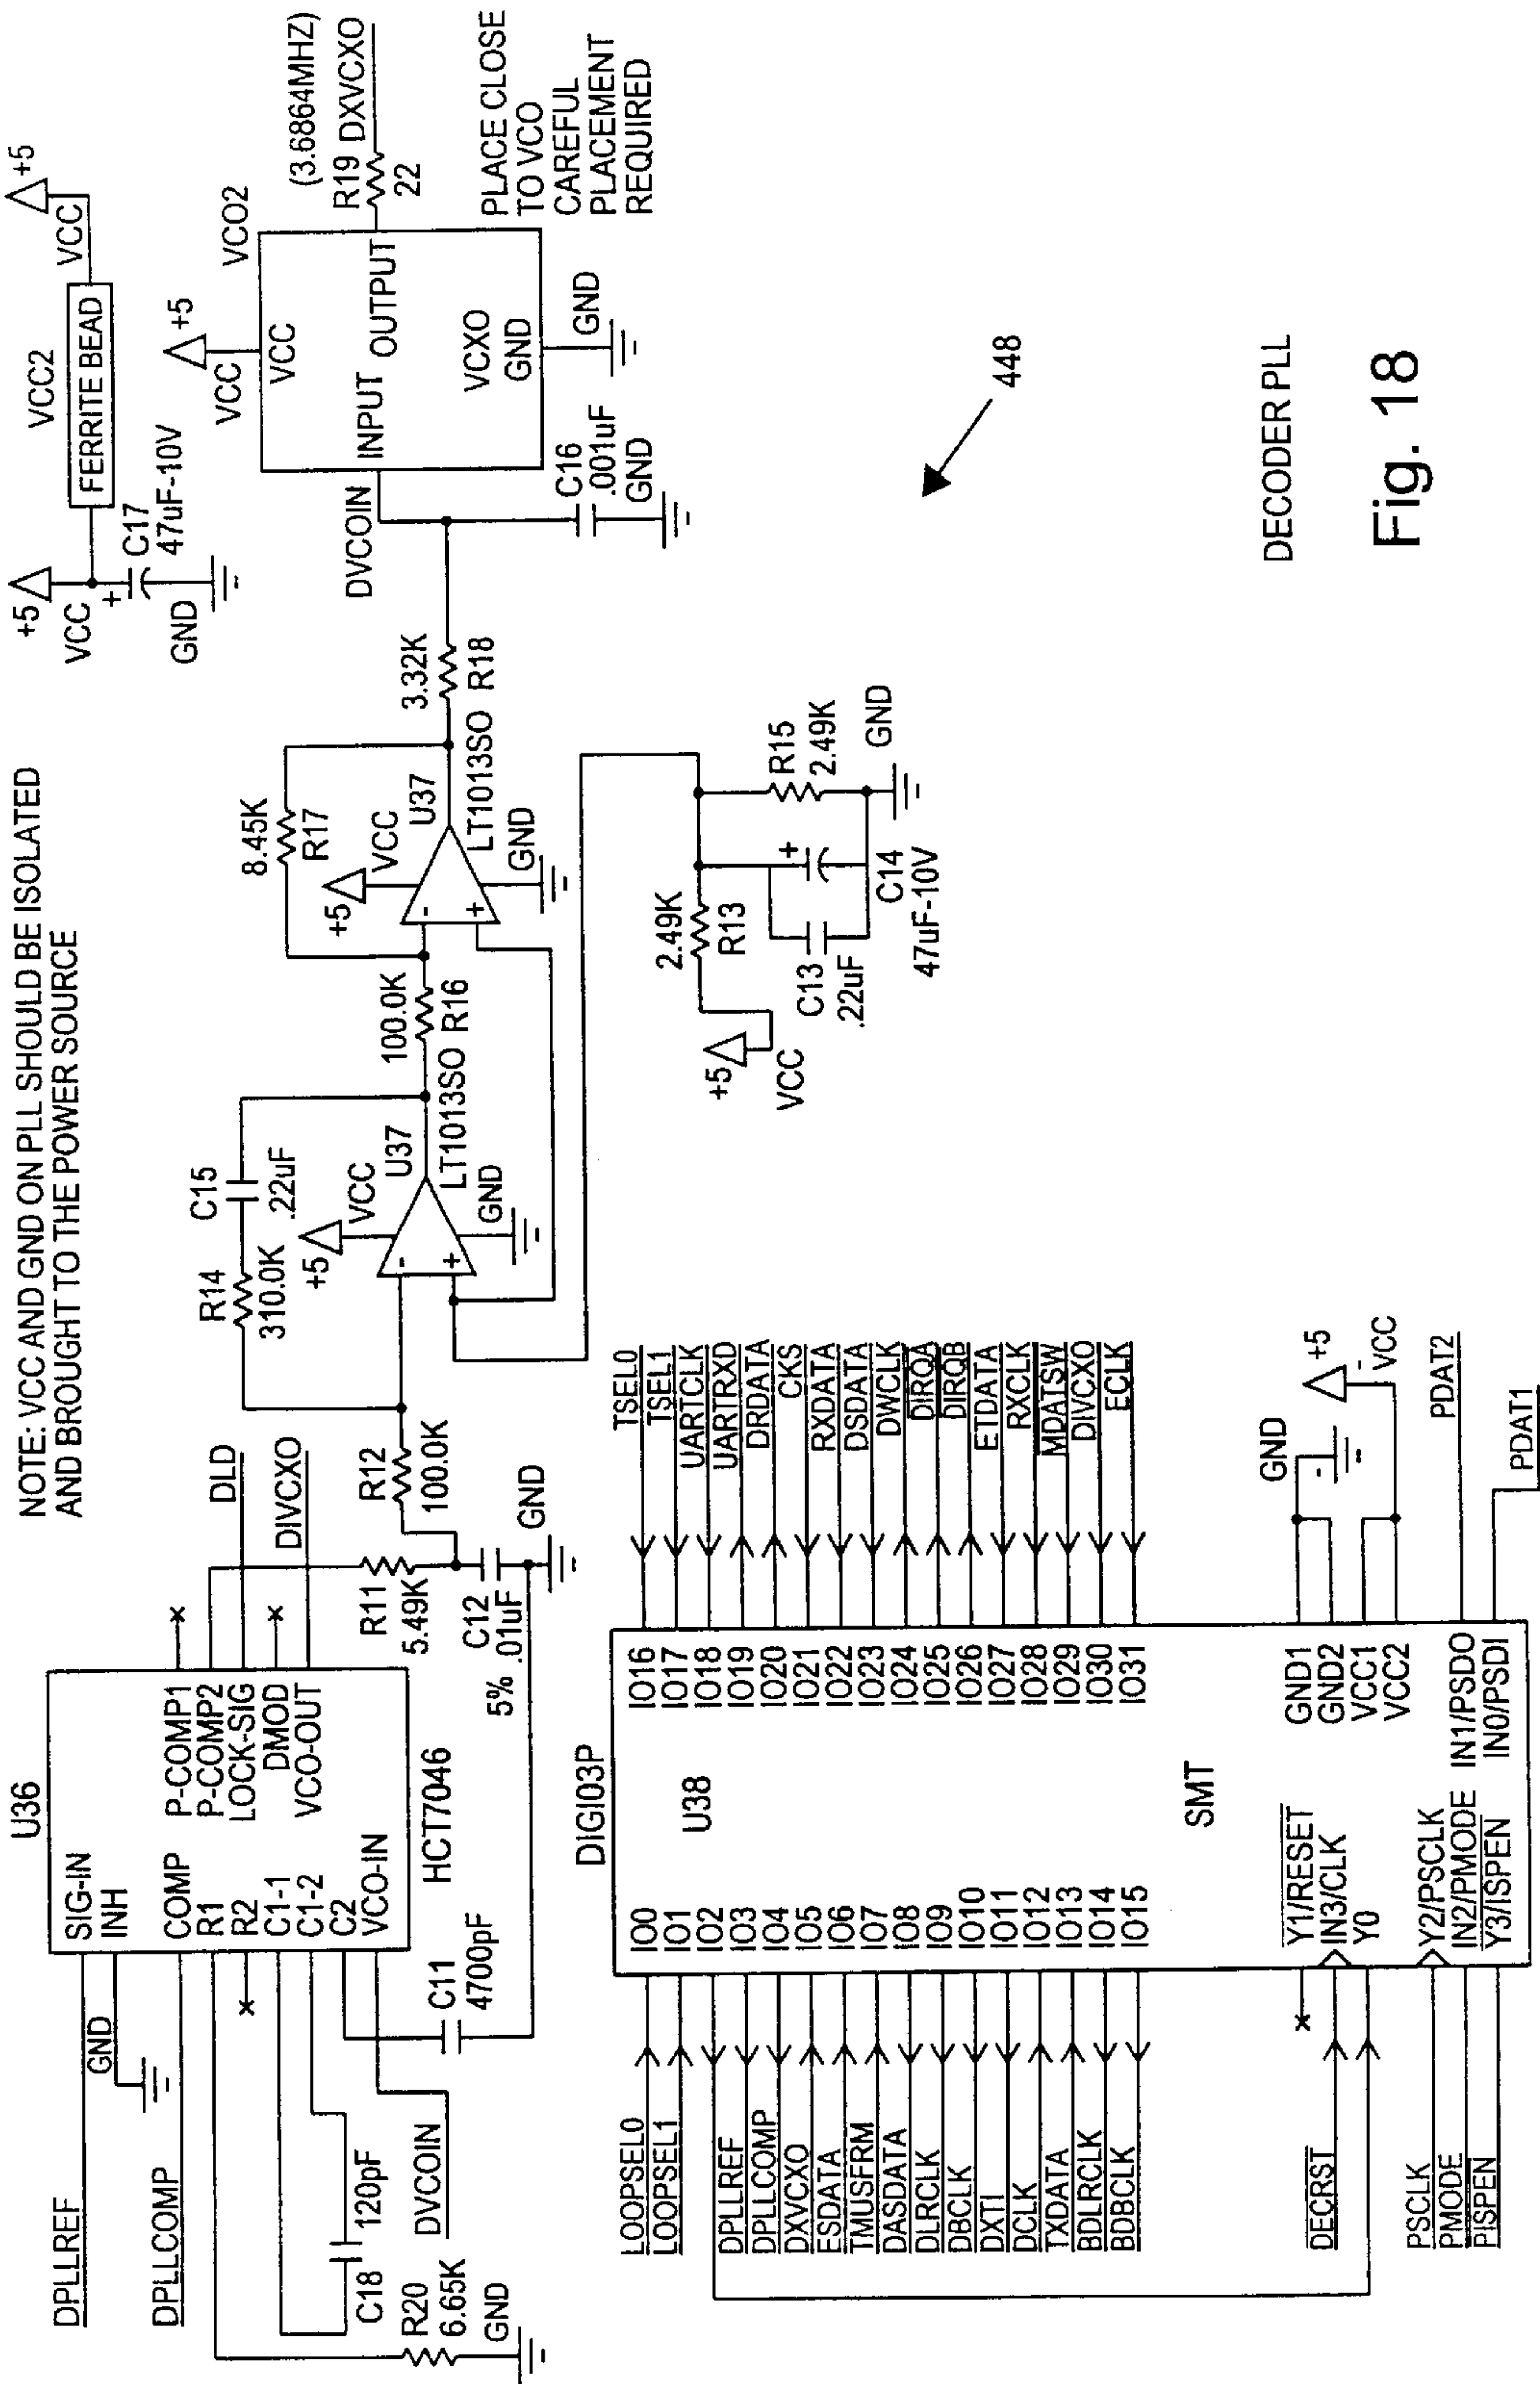 NOTE: VCC AND GND ON PLL SHOULD BE ISOLATED
AND BROUGHT TO THE POWER SOURCE
U36
SIG-IN
INH
COMP
R1
R2
C1-1
C1-2
C2
VCO-IN
P-COMP1
P-COMP2
LOCK-SIG
DMOD
VCO-OUT
HCT7046
DPLLREF
GND
DPLLCOMP
C18
120pF
R20
6.65K
GND
DVCOIN
C11
4700pF
DLD
DIVCXO
R11
5.49K
C12
5% .01uF
GND
R12
100.0K
R14
310.0K
C15
.22uF
+5
VCC
U37
LT1013SO
GND
-
+
100.0K
R16
8.45K
R17
+5
VCC
U37
LT1013SO
GND
-
+
3.32K
R18
+5
VCC
2.49K
R13
C13
.22uF
+
C14
47uF-10V
R15
2.49K
GND
+5
VCC
+
C17
47uF-10V
GND
VCC2
FERRITE BEAD
VCC
+5
DVCOIN
C16
.001uF
GND
VCC
+5
VCO2
VCC
INPUT OUTPUT
VCXO
GND
GND
(3.6864MHZ)
R19 DXVCXO
22
PLACE CLOSE
TO VCO
CAREFUL
PLACEMENT
REQUIRED
DIGI03P
U38
SMT
LOOPSEL0
LOOPSEL1
DPLLREF
DPLLCOMP
DXVCXO
ESDATA
TMUSFRM
DASDATA
DLRCLK
DBCLK
DXTI
DCLK
TXDATA
BDLRCLK
BDBCLK
DECRST
PSCLK
PMODE
PISPEN
IO0
IO1
IO2
IO3
IO4
IO5
IO6
IO7
IO8
IO9
IO10
IO11
IO12
IO13
IO14
IO15
Y1/RESET
IN3/CLK
Y0
Y2/PSCLK
IN2/PMODE
Y3/ISPEN
IO16
IO17
IO18
IO19
IO20
IO21
IO22
IO23
IO24
IO25
IO26
IO27
IO28
IO29
IO30
IO31
GND1
GND2
VCC1
VCC2
IN1/PSDO
IN0/PSDI
TSEL0
TSEL1
UARTCLK
UARTRXD
DRDATA
CKS
RXDATA
DSDATA
DWCLK
DIRQA
DIRQB
ETDATA
RXCLK
MDATSW
DIVCXO
ECLK
GND
+5
VCC
PDAT2
PDAT1
448
DECODER PLL
Fig. 18